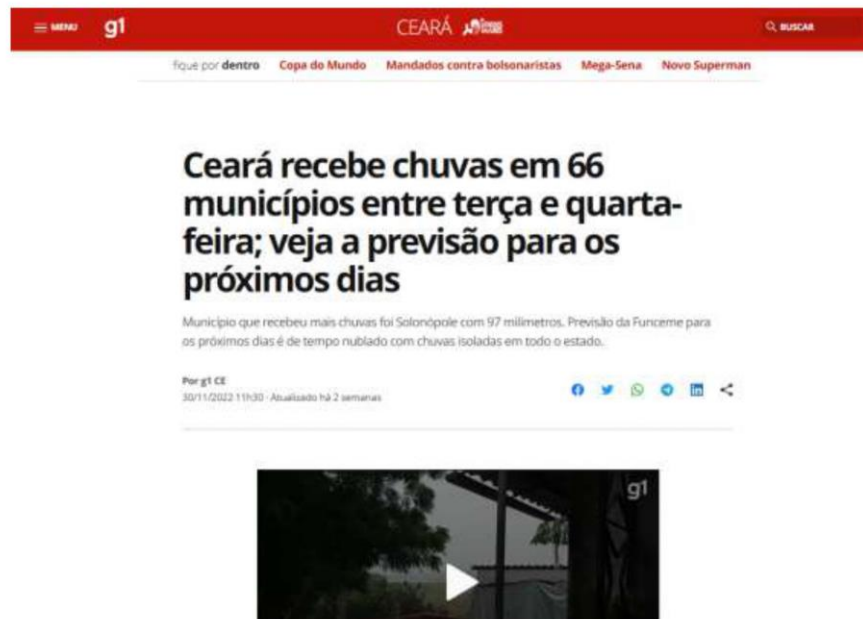 MENU g1 CEARÁ BUSCAR
fique por dentro Copa do Mundo Mandados contra bolsonaristas Mega-Sena Novo Superman
Ceará recebe chuvas em 66
municípios entre terça e quarta-
feira; veja a previsão para os
próximos dias
Município que recebeu mais chuvas foi Solonópole com 97 milímetros. Previsão da Funceme para
os próximos dias é de tempo nublado com chuvas isoladas em todo o estado.
Por g1 CE
30/11/2022 11h30 · Atualizado há 2 semanas
g1